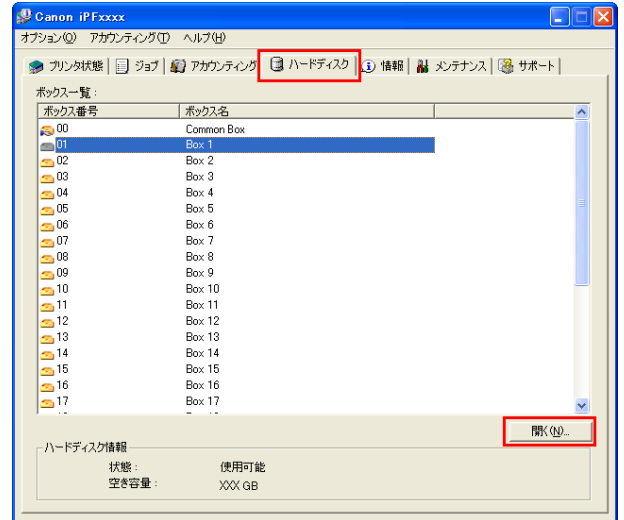 Canon iPFxxxx
オプション(O) アカウンティング(T) ヘルプ(H)
プリンタ状態 ジョブ アカウンティング ハードディスク 情報 メンテナンス サポート
ボックス一覧:
ボックス番号 ボックス名
00 Common Box
01 Box 1
02 Box 2
03 Box 3
04 Box 4
05 Box 5
06 Box 6
07 Box 7
08 Box 8
09 Box 9
10 Box 10
11 Box 11
12 Box 12
13 Box 13
14 Box 14
15 Box 15
16 Box 16
17 Box 17
開く(N)...
ハードディスク情報
状態: 使用可能
空き容量: XXX GB